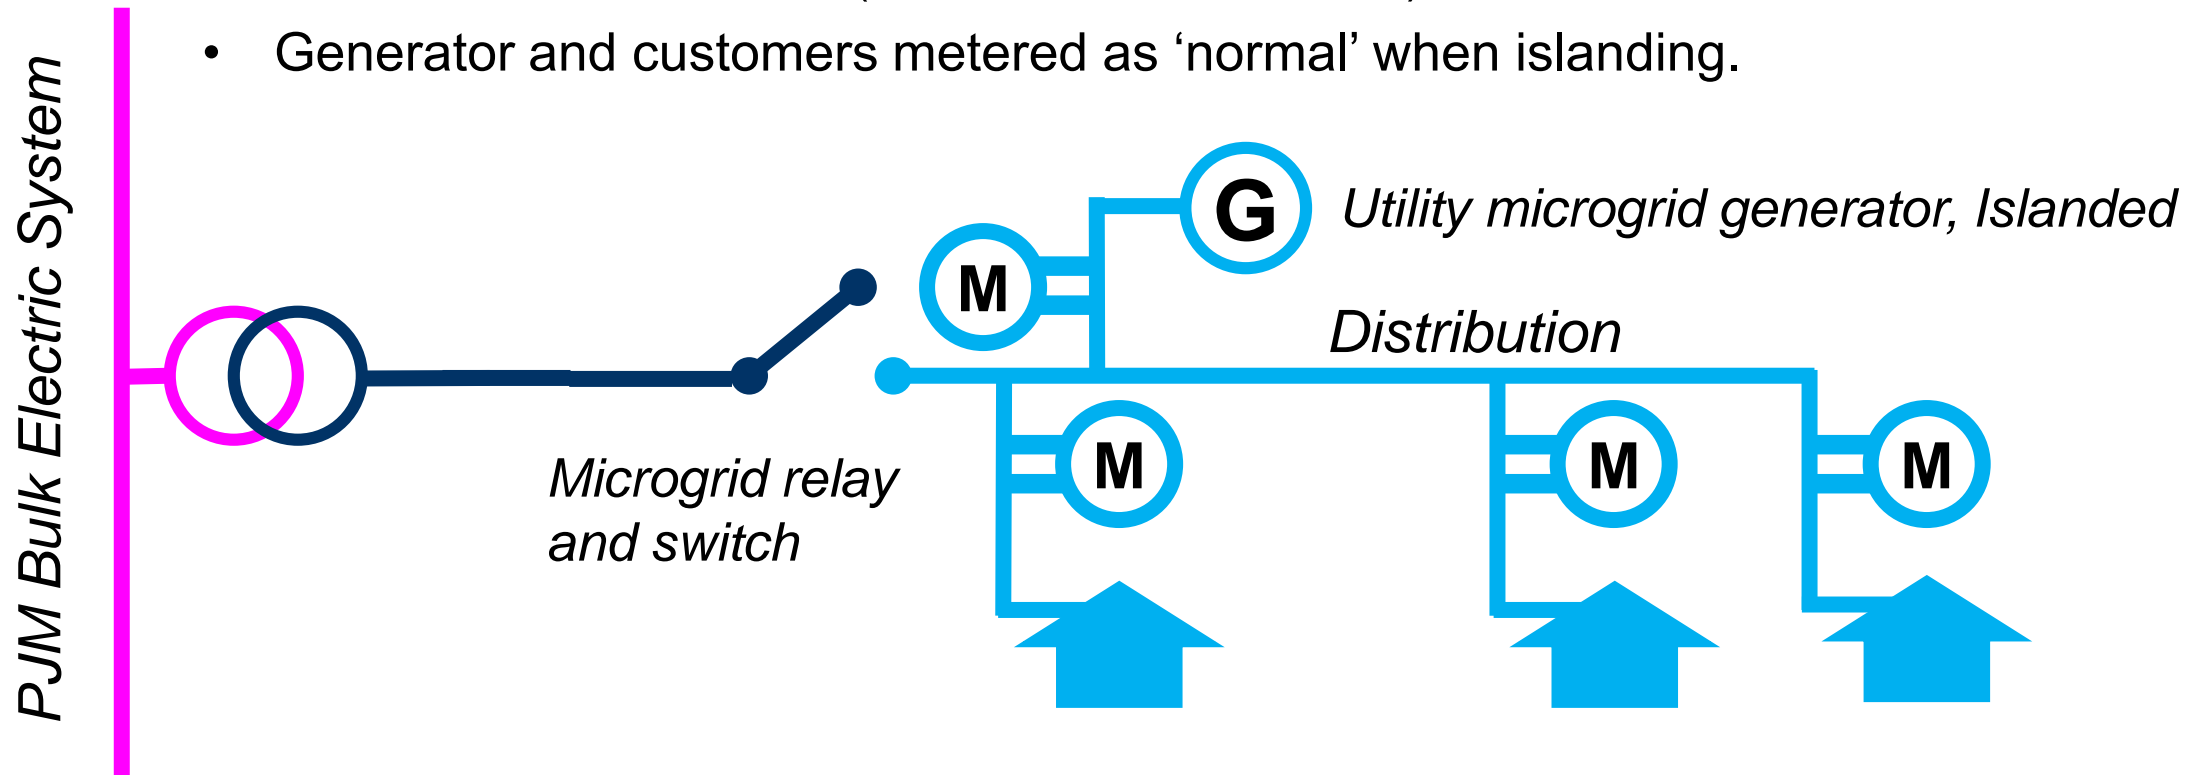 • Generator and customers metered as ‘normal’ when islanding.
PJM Bulk Electric System
G
Utility microgrid generator, Islanded
M
Distribution
M
M
M
Microgrid relay
and switch